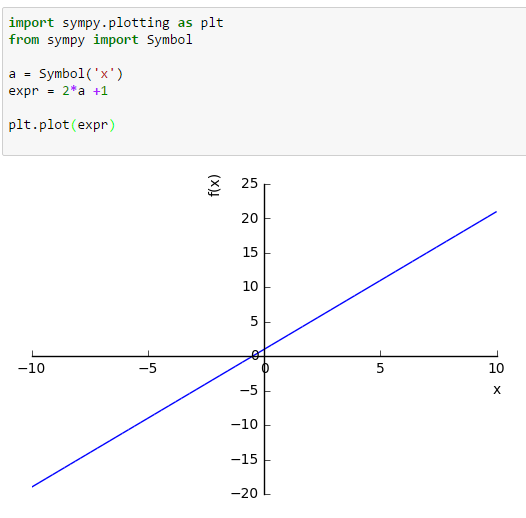 import sympy.plotting as plt
from sympy import Symbol
a = Symbol('x')
expr = 2*a +1
plt.plot(expr)
f(x)
25
20
15
10
5
0
−10
−5
0
5
10
x
−5
−10
−15
−20